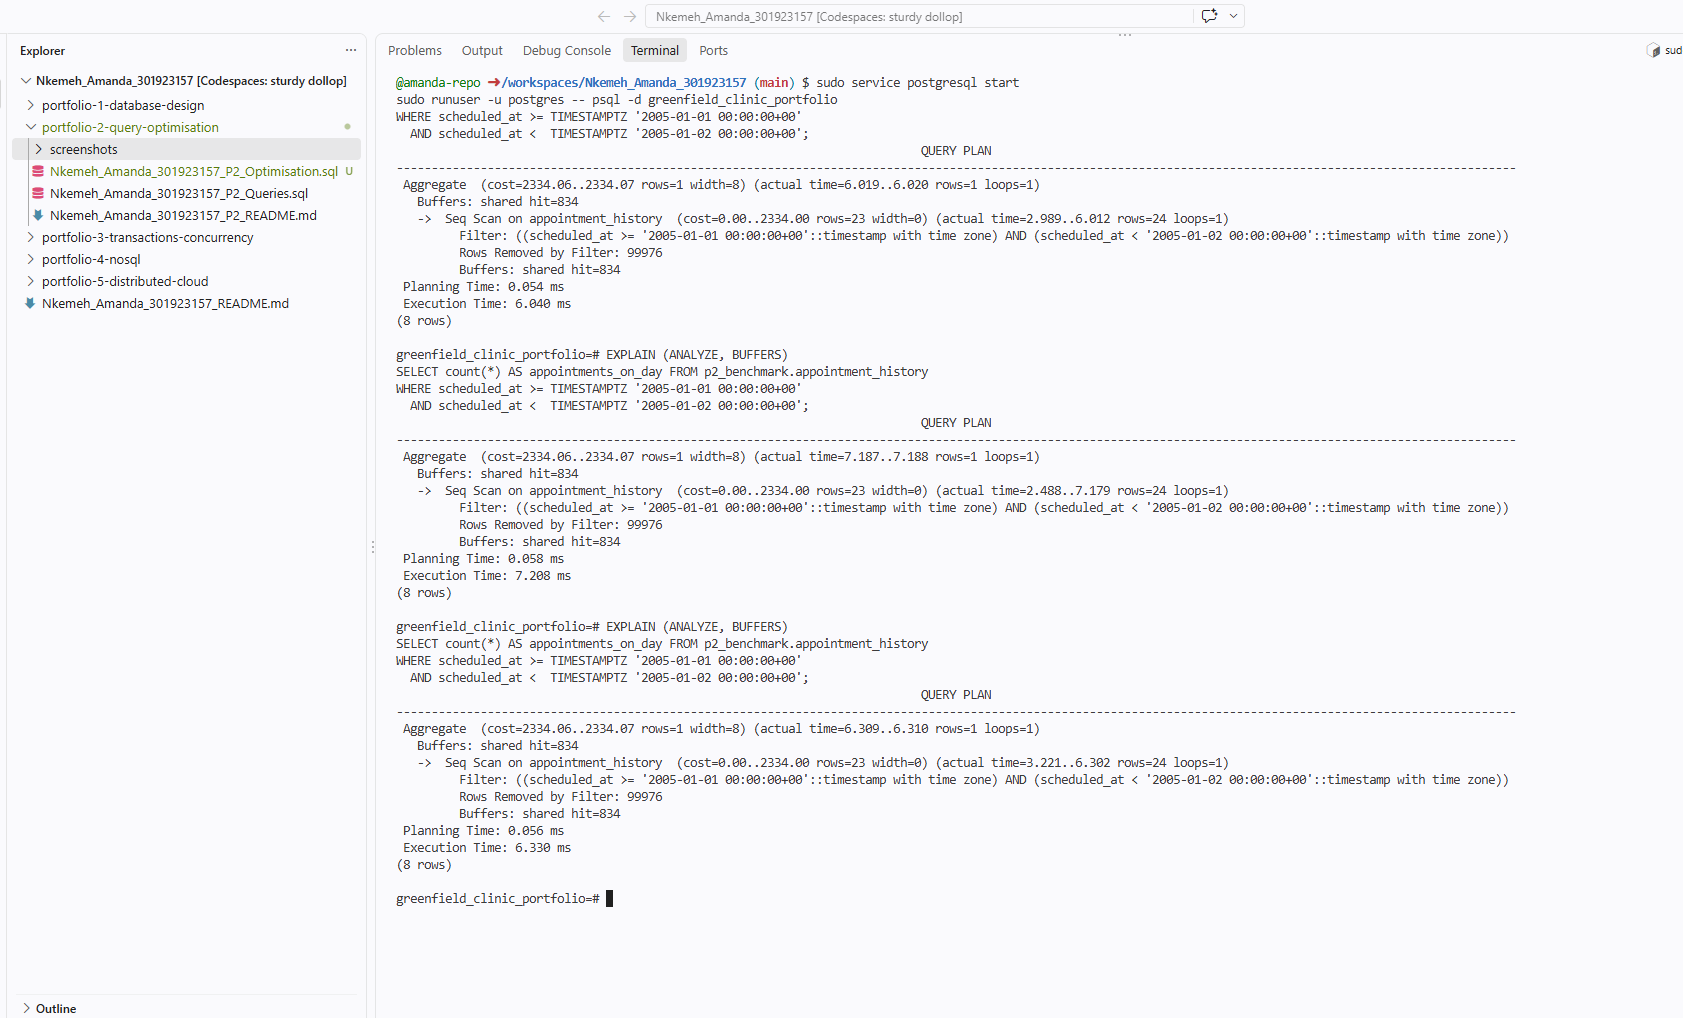 Nkemeh_Amanda_301923157 [Codespaces: sturdy dollop]
Explorer
Nkemeh_Amanda_301923157 [Codespaces: sturdy dollop]
portfolio-1-database-design
portfolio-2-query-optimisation
screenshots
Nkemeh_Amanda_301923157_P2_Optimisation.sql U
Nkemeh_Amanda_301923157_P2_Queries.sql
Nkemeh_Amanda_301923157_P2_README.md
portfolio-3-transactions-concurrency
portfolio-4-nosql
portfolio-5-distributed-cloud
Nkemeh_Amanda_301923157_README.md
Outline
Problems Output Debug Console Terminal Ports
sud
@amanda-repo ➜/workspaces/Nkemeh_Amanda_301923157 (main) $ sudo service postgresql start
sudo runuser -u postgres -- psql -d greenfield_clinic_portfolio
WHERE scheduled_at >= TIMESTAMPTZ '2005-01-01 00:00:00+00'
  AND scheduled_at <  TIMESTAMPTZ '2005-01-02 00:00:00+00';
QUERY PLAN
----------------------------------------------------------------------------------------------------------------------------------------------------------------
 Aggregate  (cost=2334.06..2334.07 rows=1 width=8) (actual time=6.019..6.020 rows=1 loops=1)
   Buffers: shared hit=834
   ->  Seq Scan on appointment_history  (cost=0.00..2334.00 rows=23 width=0) (actual time=2.989..6.012 rows=24 loops=1)
         Filter: ((scheduled_at >= '2005-01-01 00:00:00+00'::timestamp with time zone) AND (scheduled_at < '2005-01-02 00:00:00+00'::timestamp with time zone))
         Rows Removed by Filter: 99976
         Buffers: shared hit=834
 Planning Time: 0.054 ms
 Execution Time: 6.040 ms
(8 rows)
greenfield_clinic_portfolio=# EXPLAIN (ANALYZE, BUFFERS)
SELECT count(*) AS appointments_on_day FROM p2_benchmark.appointment_history
WHERE scheduled_at >= TIMESTAMPTZ '2005-01-01 00:00:00+00'
  AND scheduled_at <  TIMESTAMPTZ '2005-01-02 00:00:00+00';
QUERY PLAN
----------------------------------------------------------------------------------------------------------------------------------------------------------------
 Aggregate  (cost=2334.06..2334.07 rows=1 width=8) (actual time=7.187..7.188 rows=1 loops=1)
   Buffers: shared hit=834
   ->  Seq Scan on appointment_history  (cost=0.00..2334.00 rows=23 width=0) (actual time=2.488..7.179 rows=24 loops=1)
         Filter: ((scheduled_at >= '2005-01-01 00:00:00+00'::timestamp with time zone) AND (scheduled_at < '2005-01-02 00:00:00+00'::timestamp with time zone))
         Rows Removed by Filter: 99976
         Buffers: shared hit=834
 Planning Time: 0.058 ms
 Execution Time: 7.208 ms
(8 rows)
greenfield_clinic_portfolio=# EXPLAIN (ANALYZE, BUFFERS)
SELECT count(*) AS appointments_on_day FROM p2_benchmark.appointment_history
WHERE scheduled_at >= TIMESTAMPTZ '2005-01-01 00:00:00+00'
  AND scheduled_at <  TIMESTAMPTZ '2005-01-02 00:00:00+00';
QUERY PLAN
----------------------------------------------------------------------------------------------------------------------------------------------------------------
 Aggregate  (cost=2334.06..2334.07 rows=1 width=8) (actual time=6.309..6.310 rows=1 loops=1)
   Buffers: shared hit=834
   ->  Seq Scan on appointment_history  (cost=0.00..2334.00 rows=23 width=0) (actual time=3.221..6.302 rows=24 loops=1)
         Filter: ((scheduled_at >= '2005-01-01 00:00:00+00'::timestamp with time zone) AND (scheduled_at < '2005-01-02 00:00:00+00'::timestamp with time zone))
         Rows Removed by Filter: 99976
         Buffers: shared hit=834
 Planning Time: 0.056 ms
 Execution Time: 6.330 ms
(8 rows)
greenfield_clinic_portfolio=#